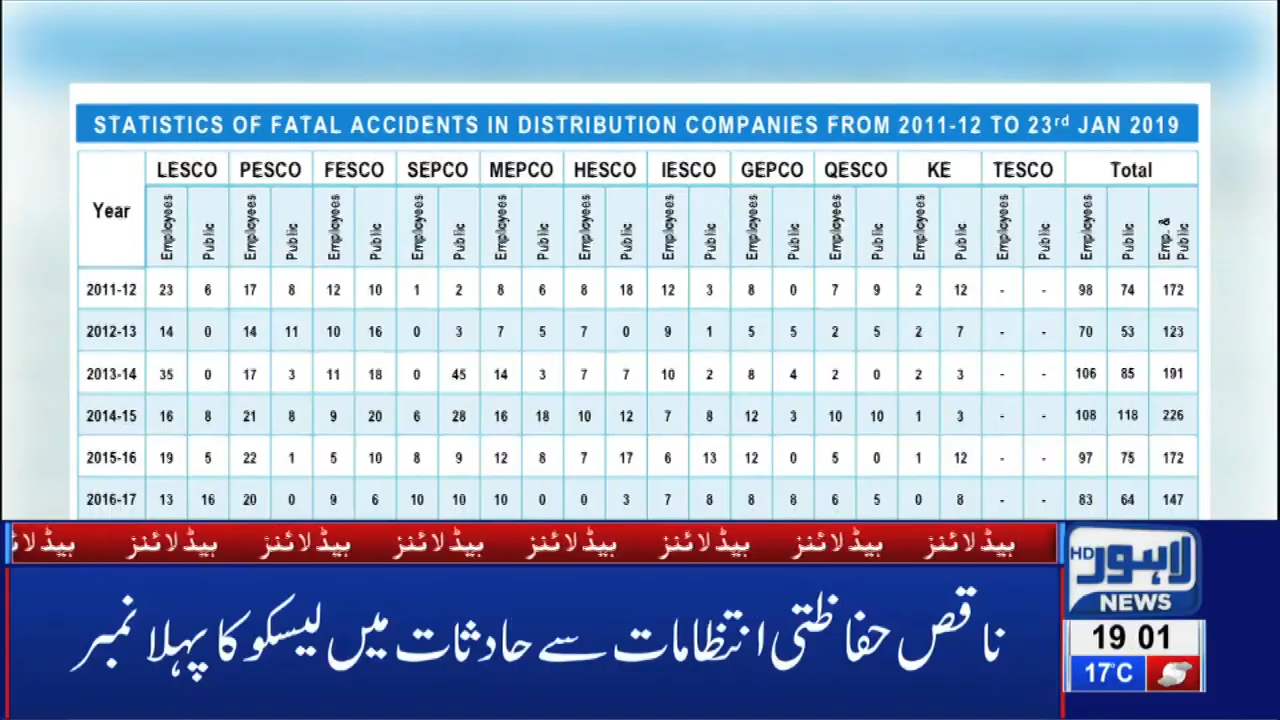 STATISTICS OF FATAL ACCIDENTS IN DISTRIBUTION COMPANIES FROM 2011-12 TO 23rd JAN 2019
Year LESCO PESCO FESCO SEPCO MEPCO HESCO IESCO GEPCO QESCO KE TESCO Total
Employees Public Employees Public Employees Public Employees Public Employees Public Employees Public Employees Public Employees Public Employees Public Employees Public Employees Public Employees Public Emp. & Public
2011-12 23 6 17 8 12 10 1 2 8 6 8 18 12 3 8 0 7 9 2 12 - - 98 74 172
2012-13 14 0 14 11 10 16 0 3 7 5 7 0 9 1 5 5 2 5 2 7 - - 70 53 123
2013-14 35 0 17 3 11 18 0 45 14 3 7 7 10 2 8 4 2 0 2 3 - - 106 85 191
2014-15 16 8 21 8 9 20 6 28 16 18 10 12 7 8 12 3 10 10 1 3 - - 108 118 226
2015-16 19 5 22 1 5 10 8 9 12 8 7 17 6 13 12 0 5 0 1 12 - - 97 75 172
2016-17 13 16 20 0 9 6 10 10 10 0 0 3 7 8 8 8 6 5 0 8 - - 83 64 147
ہیڈلائنز ہیڈلائنز ہیڈلائنز ہیڈلائنز ہیڈلائنز ہیڈلائنز ہیڈلائنز ہیڈلائنز
ناقص حفاظتی انتظامات سے حادثات میں لیسکو کا پہلا نمبر
HD لاہور
NEWS
19 01
17°C